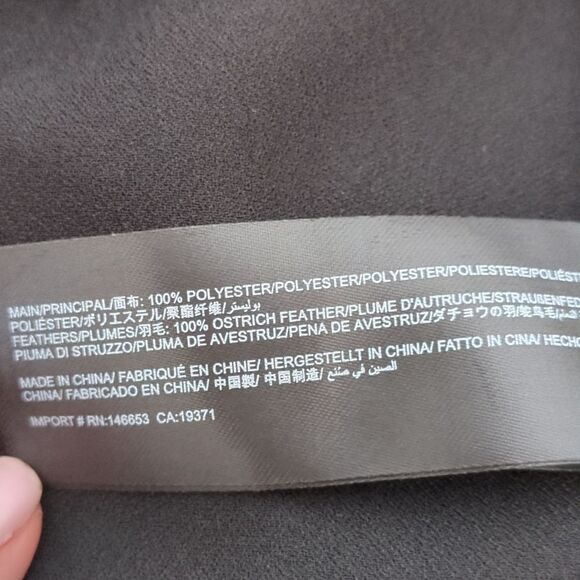 MAIN/PRINCIPAL/面布: 100% POLYESTER/POLYESTER/POLYESTER/POLIESTERE/POLIÉST
POLIÉSTER/ポリエステル/聚酯纤维/بوليستر/
FEATHERS/PLUMES/羽毛: 100% OSTRICH FEATHER/PLUME D'AUTRUCHE/STRAUßENFE
PIUMA DI STRUZZO/PLUMA DE AVESTRUZ/PENA DE AVESTRUZ/ダチョウの羽/鸵鸟毛/
MADE IN CHINA/ FABRIQUÉ EN CHINE/ HERGESTELLT IN CHINA/ FATTO IN CINA/ HECHO
CHINA/ FABRICADO EN CHINA/ 中国製/ 中国制造/ الصين في صنع/
IMPORT # RN:146653 CA:19371